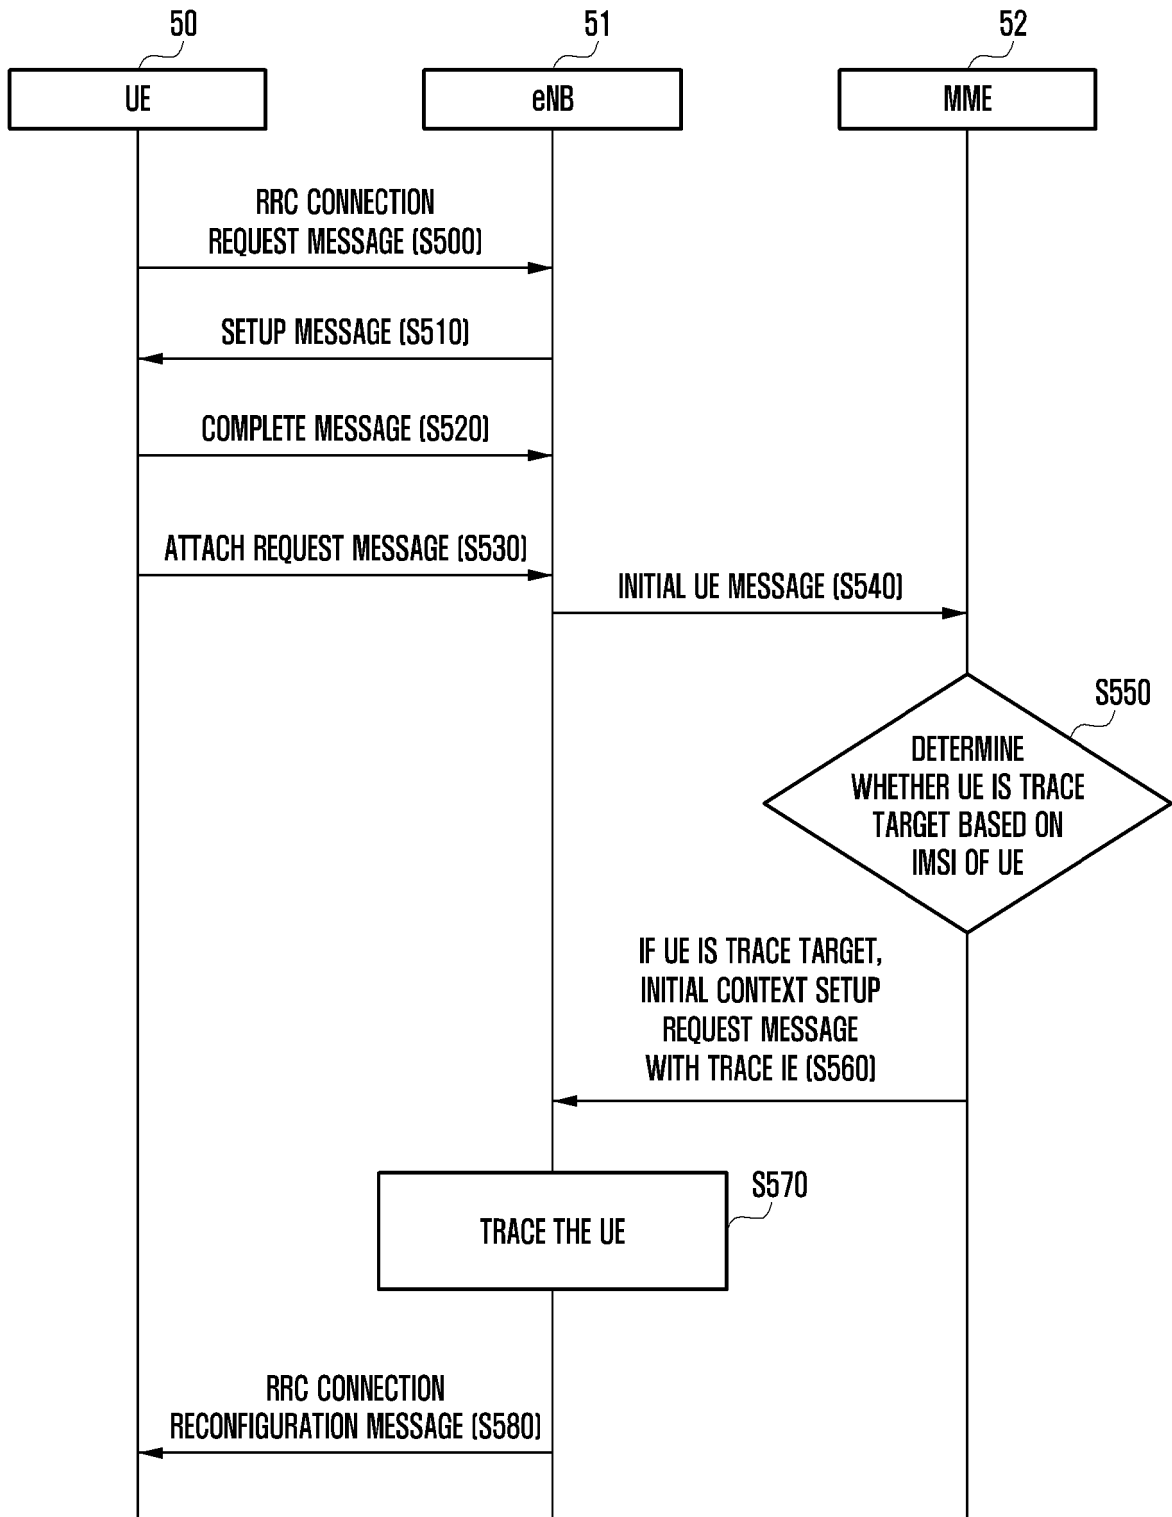 50
51
52
UE
eNB
MME
RRC CONNECTION
REQUEST MESSAGE (S500)
SETUP MESSAGE (S510)
COMPLETE MESSAGE (S520)
ATTACH REQUEST MESSAGE (S530)
INITIAL UE MESSAGE (S540)
S550
DETERMINE
WHETHER UE IS TRACE
TARGET BASED ON
IMSI OF UE
IF UE IS TRACE TARGET,
INITIAL CONTEXT SETUP
REQUEST MESSAGE
WITH TRACE IE (S560)
S570
TRACE THE UE
RRC CONNECTION
RECONFIGURATION MESSAGE (S580)